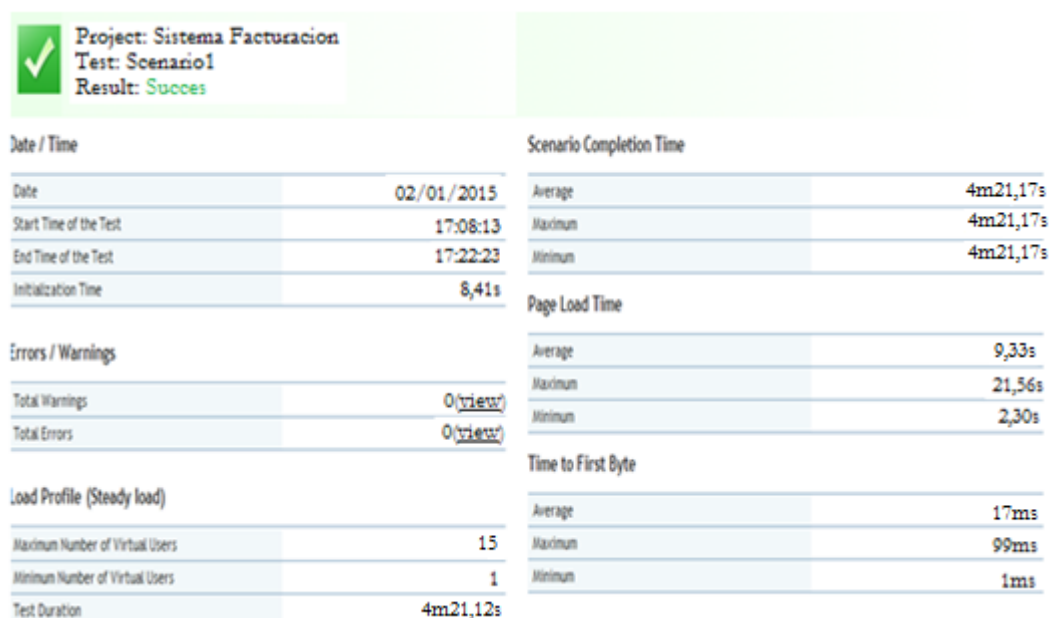 Project: Sistema Facturacion
Test: Scenario1
Result: Succes
Date / Time
Date 02/01/2015
Start Time of the Test 17:08:13
End Time of the Test 17:22:23
Initialization Time 8,41s
Errors / Warnings
Total Warnings 0(view)
Total Errors 0(view)
Load Profile (Steady load)
Maximun Number of Virtual Users 15
Mininun Number of Virtual Users 1
Test Duration 4m21,12s
Scenario Completion Time
Average 4m21,17s
Maximun 4m21,17s
Mininun 4m21,17s
Page Load Time
Average 9,33s
Maximun 21,56s
Mininun 2,30s
Time to First Byte
Average 17ms
Maximun 99ms
Mininun 1ms